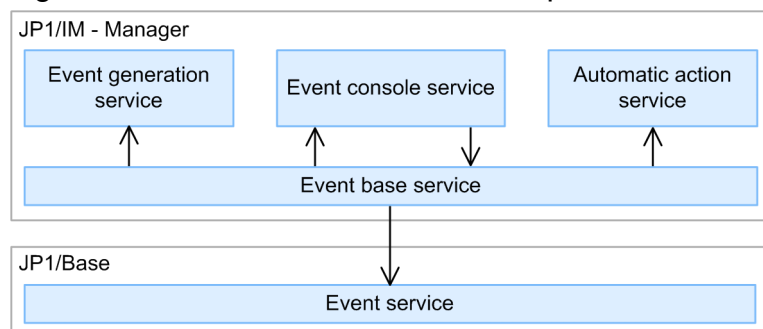 JP1/IM - Manager
Event generation
service
Event console service
Automatic action
service
Event base service
JP1/Base
Event service